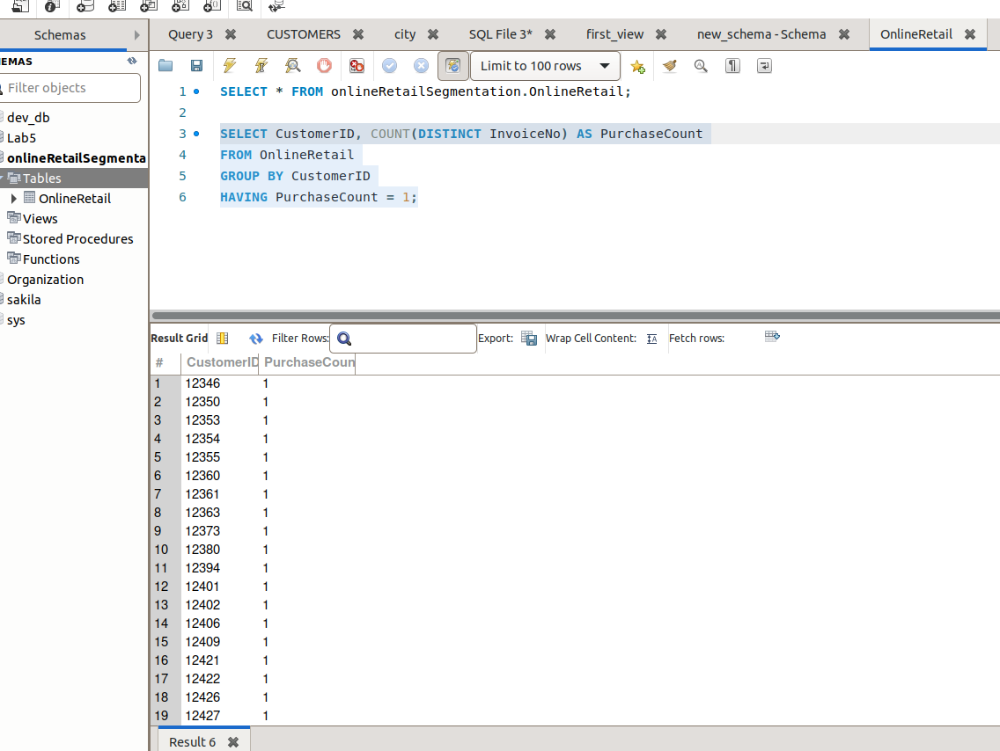 Schemas
Query 3
CUSTOMERS
city
SQL File 3*
first_view
new_schema - Schema
OnlineRetail
EMAS
Filter objects
Limit to 100 rows
dev_db
Lab5
onlineRetailSegmenta
Tables
OnlineRetail
Views
Stored Procedures
Functions
Organization
sakila
sys
1 SELECT * FROM onlineRetailSegmentation.OnlineRetail;
2
3 SELECT CustomerID, COUNT(DISTINCT InvoiceNo) AS PurchaseCount
4 FROM OnlineRetail
5 GROUP BY CustomerID
6 HAVING PurchaseCount = 1;
Result Grid Filter Rows: Export: Wrap Cell Content: Fetch rows:
# CustomerID PurchaseCoun
1 12346 1
2 12350 1
3 12353 1
4 12354 1
5 12355 1
6 12360 1
7 12361 1
8 12363 1
9 12373 1
10 12380 1
11 12394 1
12 12401 1
13 12402 1
14 12406 1
15 12409 1
16 12421 1
17 12422 1
18 12426 1
19 12427 1
Result 6